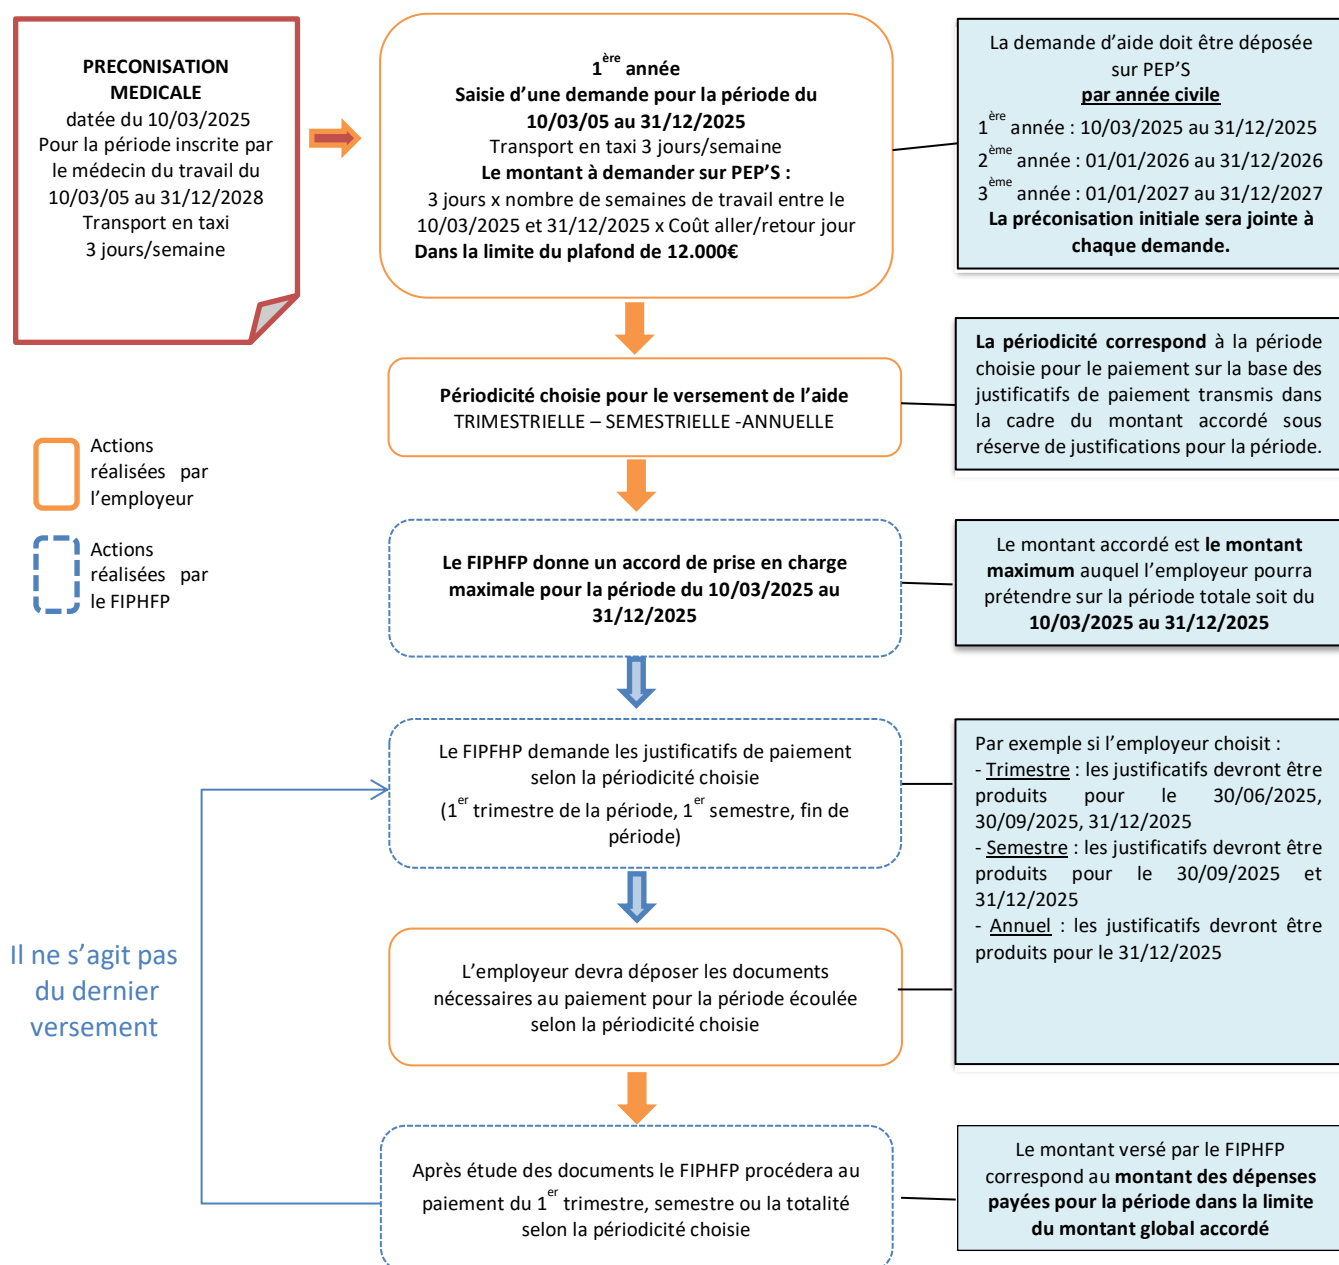 PRECONISATION
MEDICALE
datée du 10/03/2025
Pour la période inscrite par
le médecin du travail du
10/03/05 au 31/12/2028
Transport en taxi
3 jours/semaine
1ère année
Saisie d’une demande pour la période du
10/03/05 au 31/12/2025
Transport en taxi 3 jours/semaine
Le montant à demander sur PEP’S :
3 jours x nombre de semaines de travail entre le
10/03/2025 et 31/12/2025 x Coût aller/retour jour
Dans la limite du plafond de 12.000€
La demande d’aide doit être déposée
sur PEP’S
par année civile
1ère année : 10/03/2025 au 31/12/2025
2ème année : 01/01/2026 au 31/12/2026
3ème année : 01/01/2027 au 31/12/2027
La préconisation initiale sera jointe à
chaque demande.
Périodicité choisie pour le versement de l’aide
TRIMESTRIELLE – SEMESTRIELLE -ANNUELLE
La périodicité correspond à la période
choisie pour le paiement sur la base des
justificatifs de paiement transmis dans
la cadre du montant accordé sous
réserve de justifications pour la période.
Actions
réalisées par
l’employeur
Actions
réalisées par
le FIPHFP
Le FIPHFP donne un accord de prise en charge
maximale pour la période du 10/03/2025 au
31/12/2025
Le montant accordé est le montant
maximum auquel l’employeur pourra
prétendre sur la période totale soit du
10/03/2025 au 31/12/2025
Le FIPFHP demande les justificatifs de paiement
selon la périodicité choisie
(1er trimestre de la période, 1er semestre, fin de
période)
Par exemple si l’employeur choisit :
- Trimestre : les justificatifs devront être
produits pour le 30/06/2025,
30/09/2025, 31/12/2025
- Semestre : les justificatifs devront être
produits pour le 30/09/2025 et
31/12/2025
- Annuel : les justificatifs devront être
produits pour le 31/12/2025
Il ne s’agit pas
du dernier
versement
L’employeur devra déposer les documents
nécessaires au paiement pour la période écoulée
selon la périodicité choisie
Après étude des documents le FIPHFP procédera au
paiement du 1er trimestre, semestre ou la totalité
selon la périodicité choisie
Le montant versé par le FIPHFP
correspond au montant des dépenses
payées pour la période dans la limite
du montant global accordé